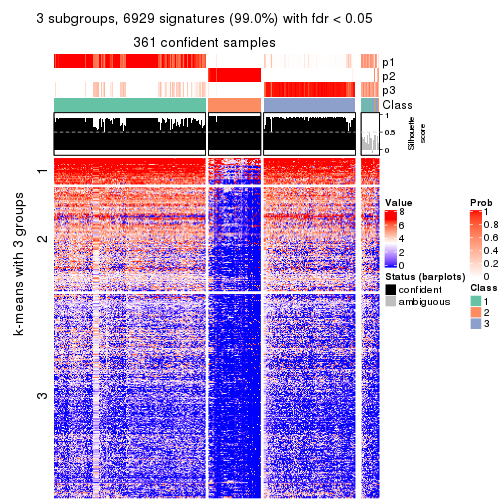 3 subgroups, 6929 signatures (99.0%) with fdr < 0.05
361 confident samples
p1
p2
p3
Class
1
0.5
0
Silhouette
score
k-means with 3 groups
1
2
3
Value
8
6
4
2
0
Status (barplots)
confident
ambiguous
Prob
1
0.8
0.6
0.4
0.2
0
Class
1
2
3